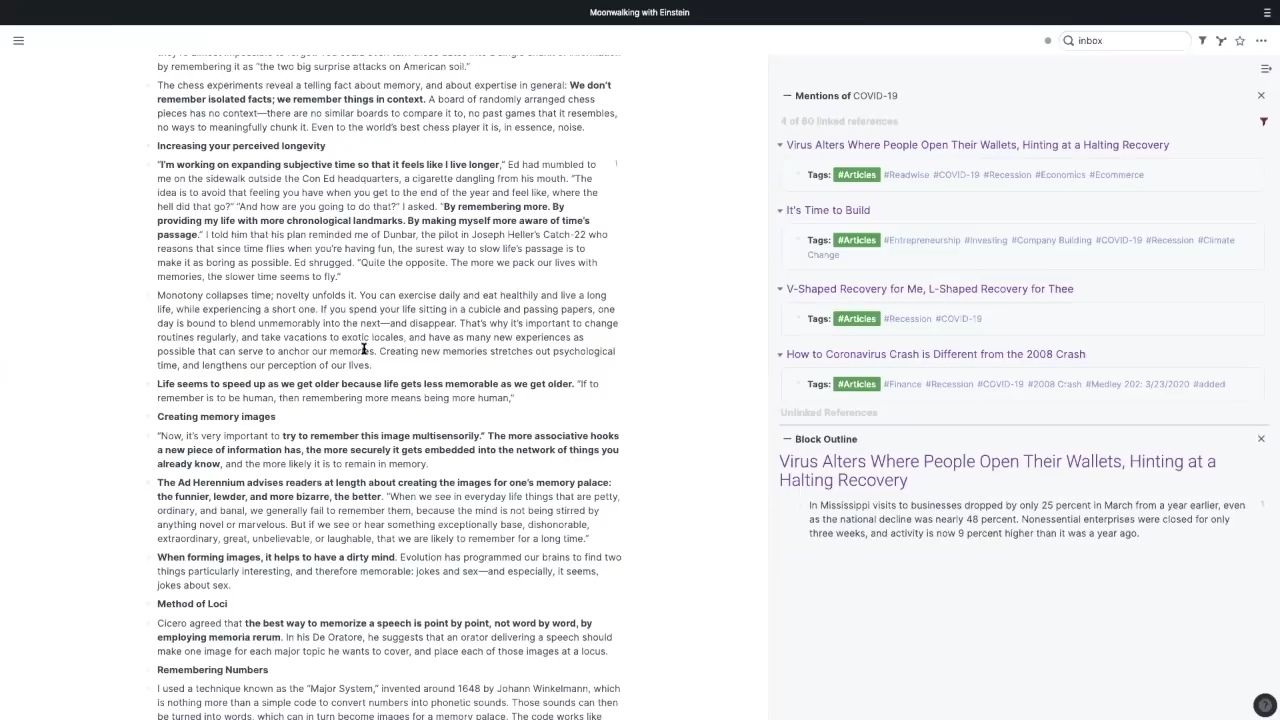 Moonwalking with Einstein
inbox
by remembering it as “the two big surprise attacks on American soil.”
The chess experiments reveal a telling fact about memory, and about expertise in general: We don’t
remember isolated facts; we remember things in context. A board of randomly arranged chess
pieces has no context—there are no similar boards to compare it to, no past games that it resembles,
no ways to meaningfully chunk it. Even to the world’s best chess player it is, in essence, noise.
Increasing your perceived longevity
“I’m working on expanding subjective time so that it feels like I live longer,” Ed had mumbled to
1
me on the sidewalk outside the Con Ed headquarters, a cigarette dangling from his mouth. “The
idea is to avoid that feeling you have when you get to the end of the year and feel like, where the
hell did that go?” “And how are you going to do that?” I asked. “By remembering more. By
providing my life with more chronological landmarks. By making myself more aware of time’s
passage.” I told him that his plan reminded me of Dunbar, the pilot in Joseph Heller’s Catch-22 who
reasons that since time flies when you’re having fun, the surest way to slow life’s passage is to
make it as boring as possible. Ed shrugged. “Quite the opposite. The more we pack our lives with
memories, the slower time seems to fly.”
Monotony collapses time; novelty unfolds it. You can exercise daily and eat healthily and live a long
life, while experiencing a short one. If you spend your life sitting in a cubicle and passing papers, one
day is bound to blend unmemorably into the next—and disappear. That’s why it’s important to change
routines regularly, and take vacations to exotic locales, and have as many new experiences as
possible that can serve to anchor our memories. Creating new memories stretches out psychological
time, and lengthens our perception of our lives.
Life seems to speed up as we get older because life gets less memorable as we get older. “If to
remember is to be human, then remembering more means being more human,”
Creating memory images
“Now, it’s very important to try to remember this image multisensorily.” The more associative hooks
a new piece of information has, the more securely it gets embedded into the network of things you
already know, and the more likely it is to remain in memory.
The Ad Herennium advises readers at length about creating the images for one’s memory palace:
the funnier, lewder, and more bizarre, the better. “When we see in everyday life things that are petty,
ordinary, and banal, we generally fail to remember them, because the mind is not being stirred by
anything novel or marvelous. But if we see or hear something exceptionally base, dishonorable,
extraordinary, great, unbelievable, or laughable, that we are likely to remember for a long time.”
When forming images, it helps to have a dirty mind. Evolution has programmed our brains to find two
things particularly interesting, and therefore memorable: jokes and sex—and especially, it seems,
jokes about sex.
Method of Loci
Cicero agreed that the best way to memorize a speech is point by point, not word by word, by
employing memoria rerum. In his De Oratore, he suggests that an orator delivering a speech should
make one image for each major topic he wants to cover, and place each of those images at a locus.
Remembering Numbers
I used a technique known as the “Major System,” invented around 1648 by Johann Winkelmann, which
is nothing more than a simple code to convert numbers into phonetic sounds. Those sounds can then
be turned into words, which can in turn become images for a memory palace. The code works like
Mentions of COVID-19
4 of 60 linked references
Virus Alters Where People Open Their Wallets, Hinting at a Halting Recovery
Tags: #Articles #Readwise #COVID-19 #Recession #Economics #Ecommerce
It's Time to Build
Tags: #Articles #Entrepreneurship #Investing #Company Building #COVID-19 #Recession #Climate
Change
V-Shaped Recovery for Me, L-Shaped Recovery for Thee
Tags: #Articles #Recession #COVID-19
How to Coronavirus Crash is Different from the 2008 Crash
Tags: #Articles #Finance #Recession #COVID-19 #2008 Crash #Medley 202: 3/23/2020 #added
Unlinked References
Block Outline
Virus Alters Where People Open Their Wallets, Hinting at a
Halting Recovery
In Mississippi visits to businesses dropped by only 25 percent in March from a year earlier, even
1
as the national decline was nearly 48 percent. Nonessential enterprises were closed for only
three weeks, and activity is now 9 percent higher than it was a year ago.
?